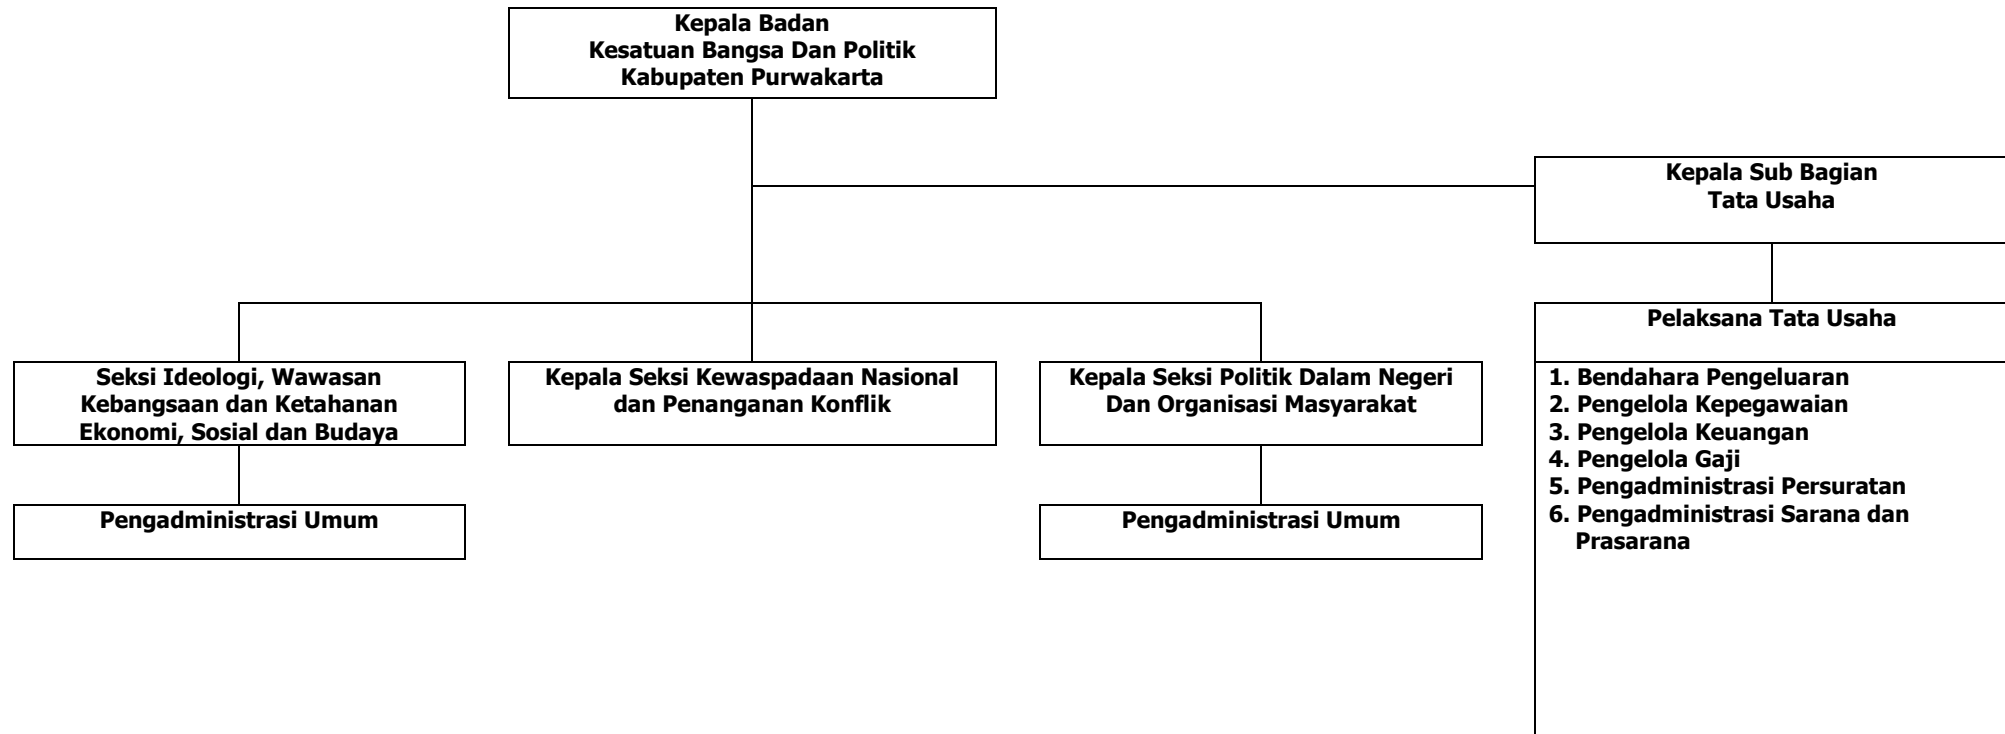 Kepala Badan
Kesatuan Bangsa Dan Politik
Kabupaten Purwakarta
Kepala Sub Bagian
Tata Usaha
Pelaksana Tata Usaha
Seksi Ideologi, Wawasan
Kebangsaan dan Ketahanan
Ekonomi, Sosial dan Budaya
Kepala Seksi Kewaspadaan Nasional
dan Penanganan Konflik
Kepala Seksi Politik Dalam Negeri
Dan Organisasi Masyarakat
1. Bendahara Pengeluaran
2. Pengelola Kepegawaian
3. Pengelola Keuangan
4. Pengelola Gaji
5. Pengadministrasi Persuratan
6. Pengadministrasi Sarana dan
Prasarana
Pengadministrasi Umum
Pengadministrasi Umum